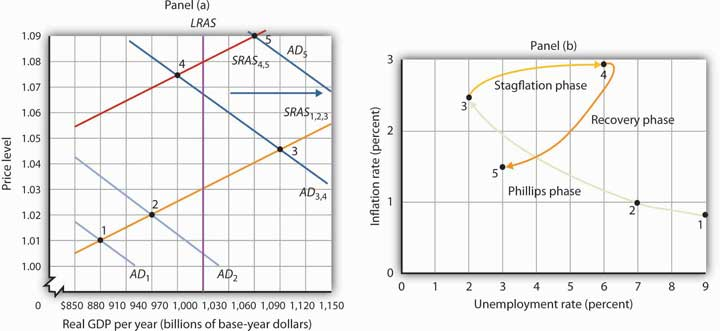 Panel (a)
LRAS
Price level
1.09
1.08
1.07
1.06
1.05
1.04
1.03
1.02
1.01
1.00
5
AD5
4
SRAS4,5
SRAS1,2,3
3
AD3,4
2
1
AD1
AD2
0 $850 880 910 940 970 1,000 1,030 1,060 1,090 1,120 1,150
Real GDP per year (billions of base-year dollars)
Panel (b)
Inflation rate (percent)
3
2
1
0
4
Stagflation phase
3
Recovery phase
5
Phillips phase
2
1
0 1 2 3 4 5 6 7 8 9
Unemployment rate (percent)